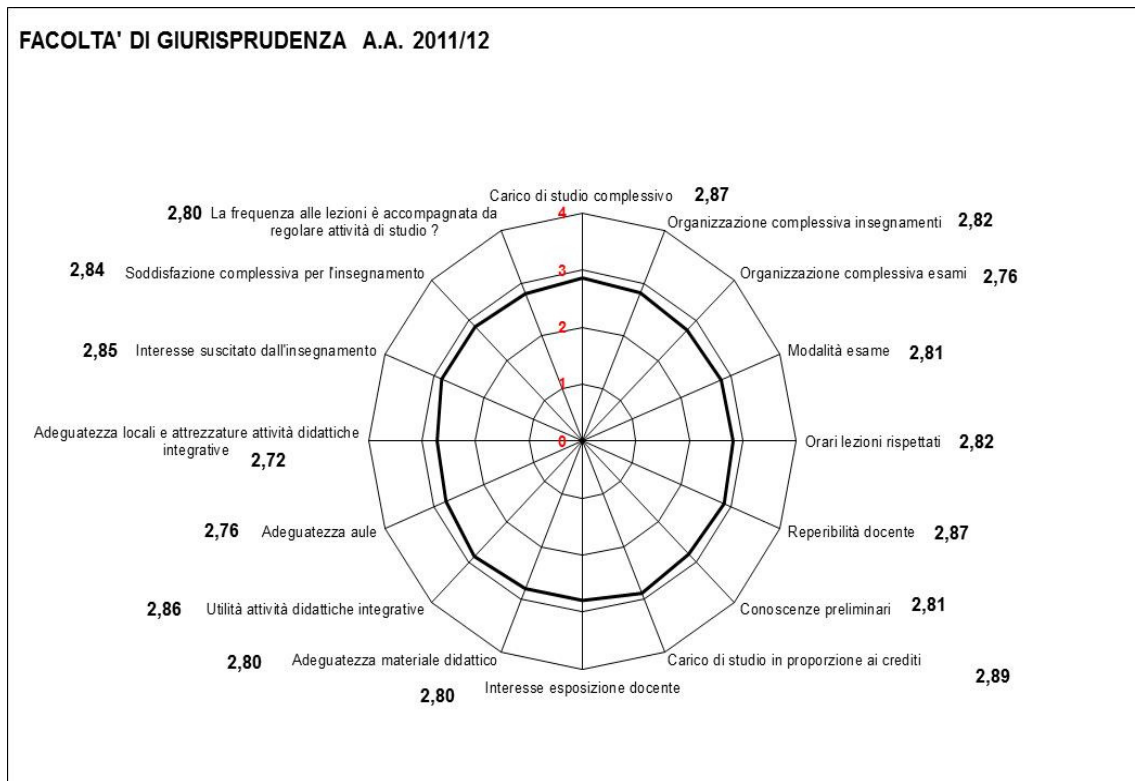 FACOLTA' DI GIURISPRUDENZA A.A. 2011/12
Carico di studio complessivo 2,87
2,80 La frequenza alle lezioni è accompagnata da
regolare attività di studio ?
4
Organizzazione complessiva insegnamenti 2,82
2,84 Soddisfazione complessiva per l'insegnamento
3
Organizzazione complessiva esami 2,76
2
2,85 Interesse suscitato dall'insegnamento
Modalità esame 2,81
1
Adeguatezza locali e attrezzature attività didattiche
integrative 2,72
0
Orari lezioni rispettati 2,82
2,76 Adeguatezza aule
Reperibilità docente 2,87
2,86 Utilità attività didattiche integrative
Conoscenze preliminari 2,81
2,80 Adeguatezza materiale didattico
Carico di studio in proporzione ai crediti 2,89
2,80 Interesse esposizione docente